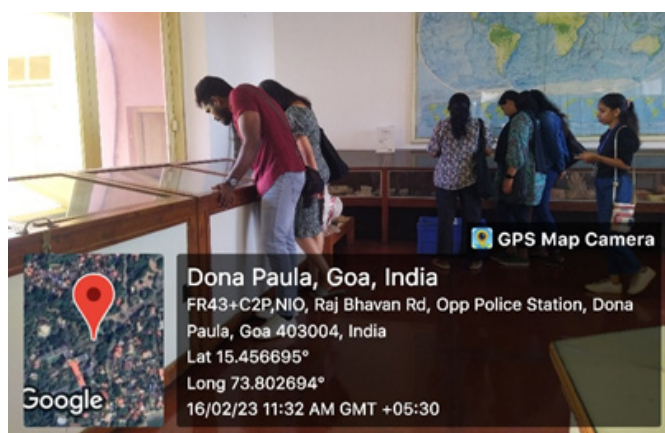 GPS Map Camera
Dona Paula, Goa, India
FR43+C2P,NIO, Raj Bhavan Rd, Opp Police Station, Dona
Paula, Goa 403004, India
Lat 15.456695°
Long 73.802694°
16/02/23 11:32 AM GMT +05:30
Google